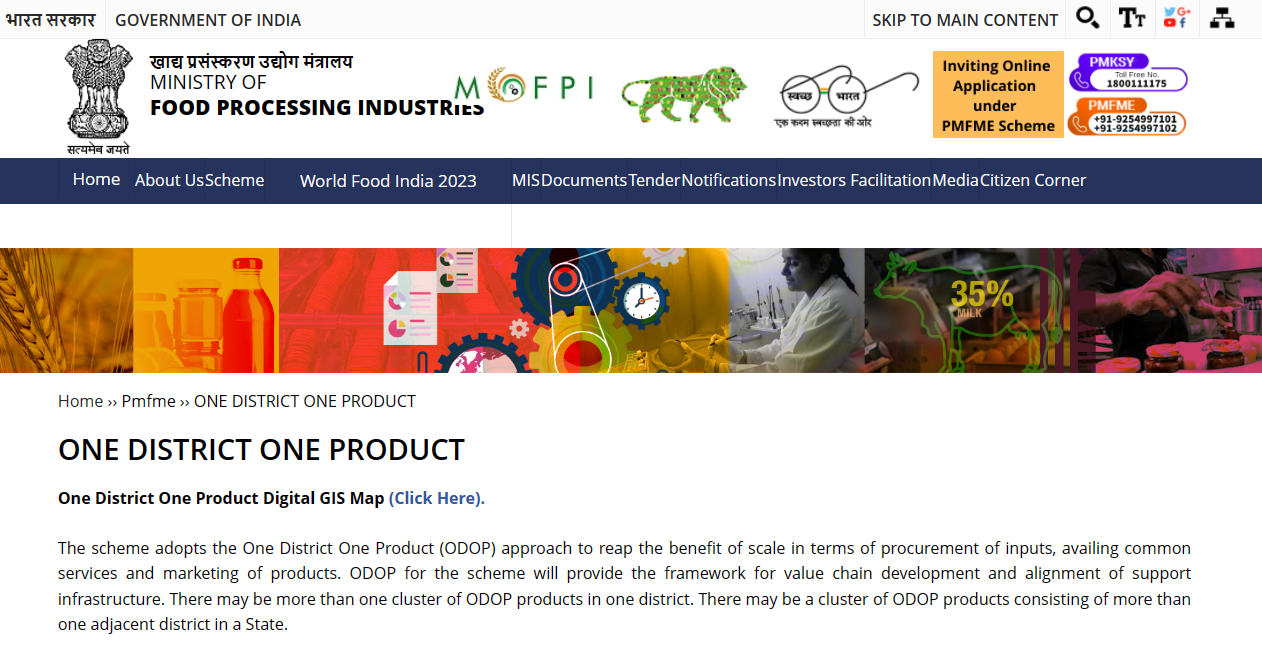 भारत सरकार GOVERNMENT OF INDIA SKIP TO MAIN CONTENT
खाद्य प्रसंस्करण उद्योग मंत्रालय
MINISTRY OF
FOOD PROCESSING INDUSTRIES
सत्यमेव जयते
MOFPI
स्वच्छ भारत
एक कदम स्वच्छता की ओर
Inviting Online
Application
under
PMFME Scheme
PMKSY
Toll Free No.
1800111175
PMFME
+91-9254997101
+91-9254997102
Home About Us Scheme World Food India 2023 MIS Documents Tender Notifications Investors Facilitation Media Citizen Corner
35%
MILK
Home ›› Pmfme ›› ONE DISTRICT ONE PRODUCT
ONE DISTRICT ONE PRODUCT
One District One Product Digital GIS Map (Click Here).
The scheme adopts the One District One Product (ODOP) approach to reap the benefit of scale in terms of procurement of inputs, availing common
services and marketing of products. ODOP for the scheme will provide the framework for value chain development and alignment of support
infrastructure. There may be more than one cluster of ODOP products in one district. There may be a cluster of ODOP products consisting of more than
one adjacent district in a State.